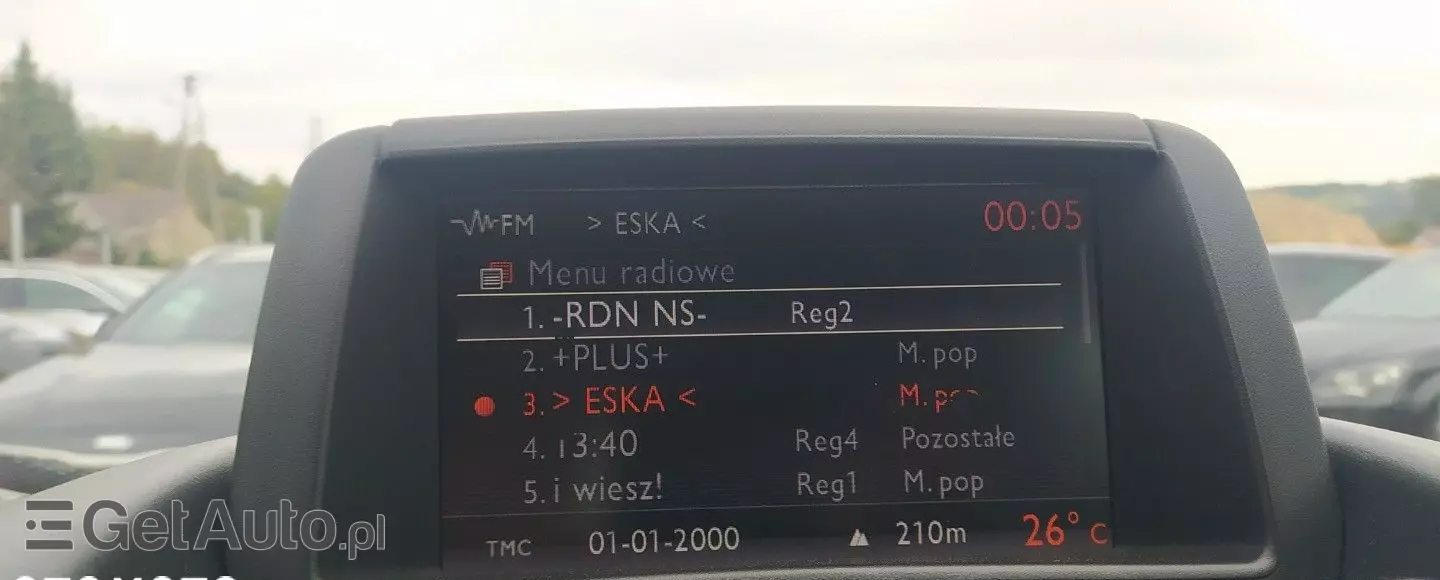 FM > ESKA < 00:05
Menu radiowe
1. -RDN NS- Reg2
2. +PLUS+ M. pop
3. > ESKA < M. pop
4. 13:40 Reg4 Pozostałe
5. i wiesz! Reg1 M. pop
TMC 01-01-2000 210m 26° C
GetAuto.pl